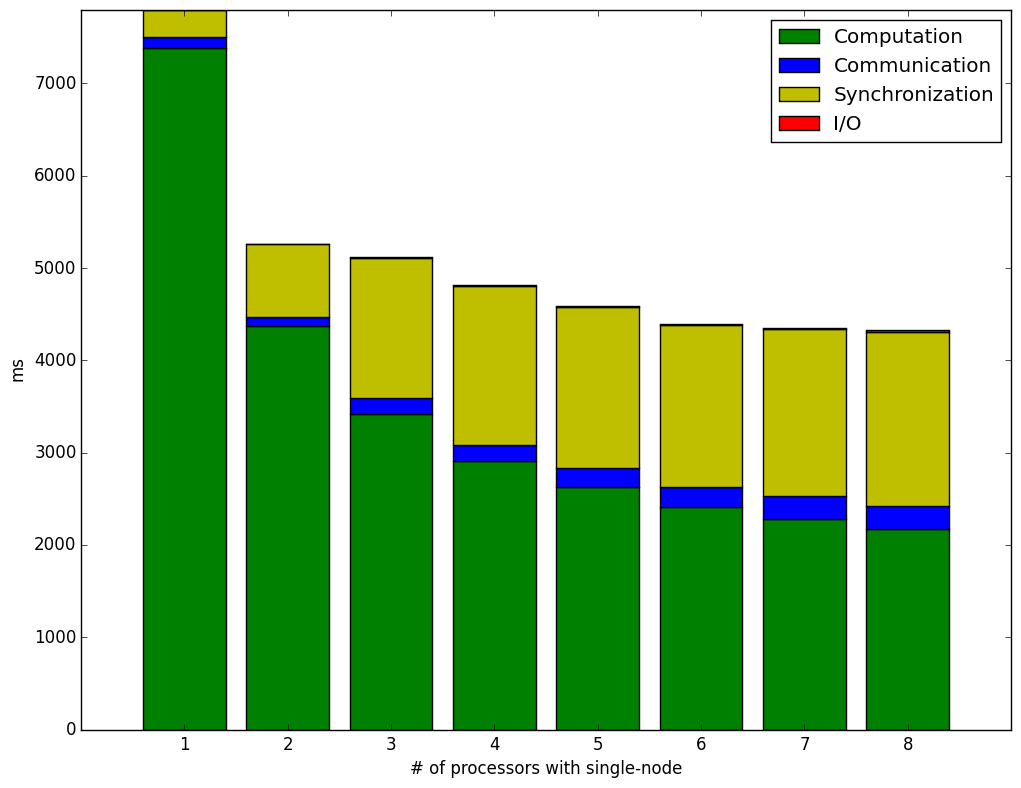 Computation
Communication
Synchronization
I/O
7000
6000
5000
4000
3000
2000
1000
0
ms
1 2 3 4 5 6 7 8
# of processors with single-node